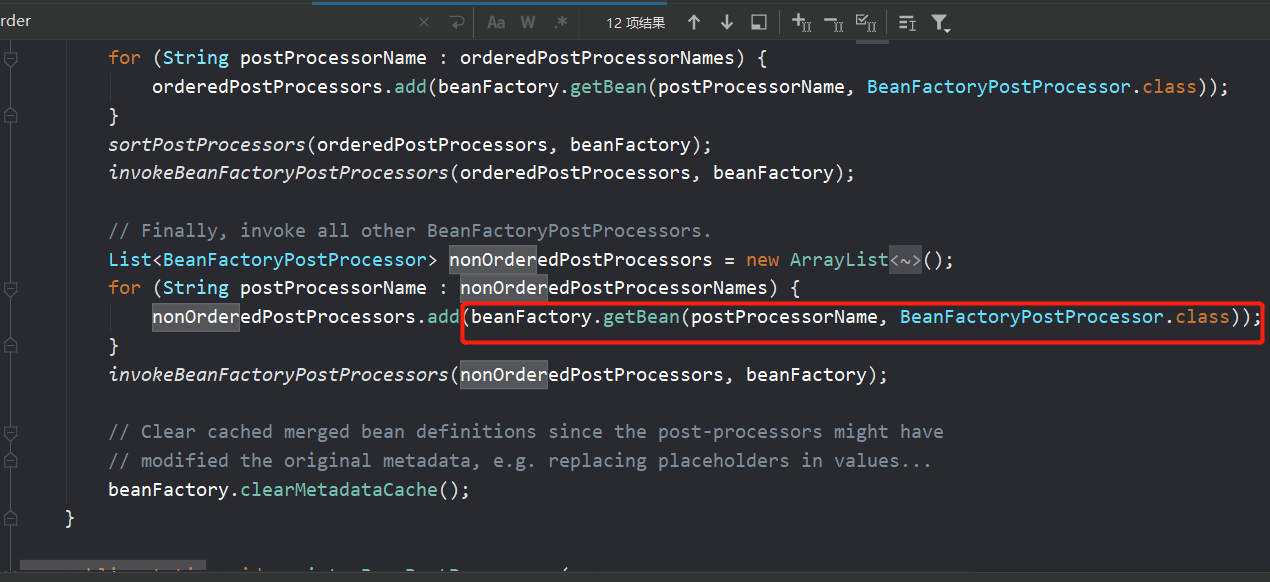 rder
Aa W .* 12 项结果
for (String postProcessorName : orderedPostProcessorNames) {
orderedPostProcessors.add(beanFactory.getBean(postProcessorName, BeanFactoryPostProcessor.class));
}
sortPostProcessors(orderedPostProcessors, beanFactory);
invokeBeanFactoryPostProcessors(orderedPostProcessors, beanFactory);
// Finally, invoke all other BeanFactoryPostProcessors.
List<BeanFactoryPostProcessor> nonOrderedPostProcessors = new ArrayList<~>();
for (String postProcessorName : nonOrderedPostProcessorNames) {
nonOrderedPostProcessors.add(beanFactory.getBean(postProcessorName, BeanFactoryPostProcessor.class));
}
invokeBeanFactoryPostProcessors(nonOrderedPostProcessors, beanFactory);
// Clear cached merged bean definitions since the post-processors might have
// modified the original metadata, e.g. replacing placeholders in values...
beanFactory.clearMetadataCache();
}